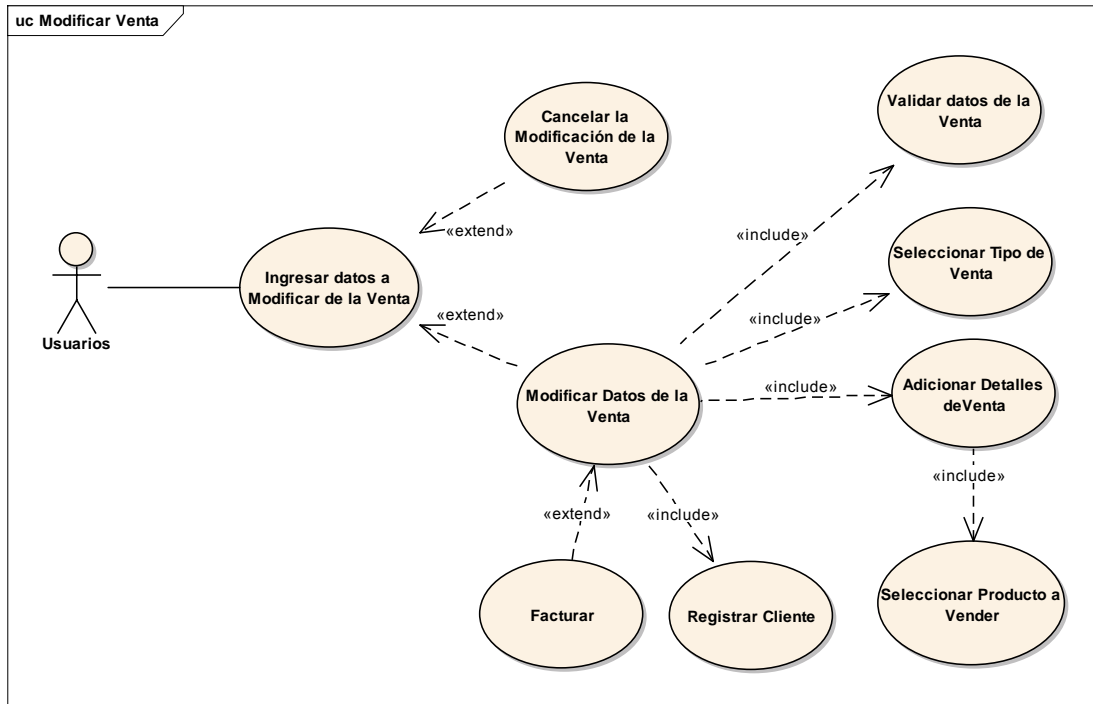 uc Modificar Venta
Cancelar la
Modificación de la
Venta
Validar datos de la
Venta
«extend»
«include»
Seleccionar Tipo de
Venta
Ingresar datos a
Modificar de la Venta
Usuarios
«extend»
«include»
Modificar Datos de la
Venta
«include»
Adicionar Detalles
deVenta
«extend»
«include»
«include»
Facturar
Registrar Cliente
Seleccionar Producto a
Vender